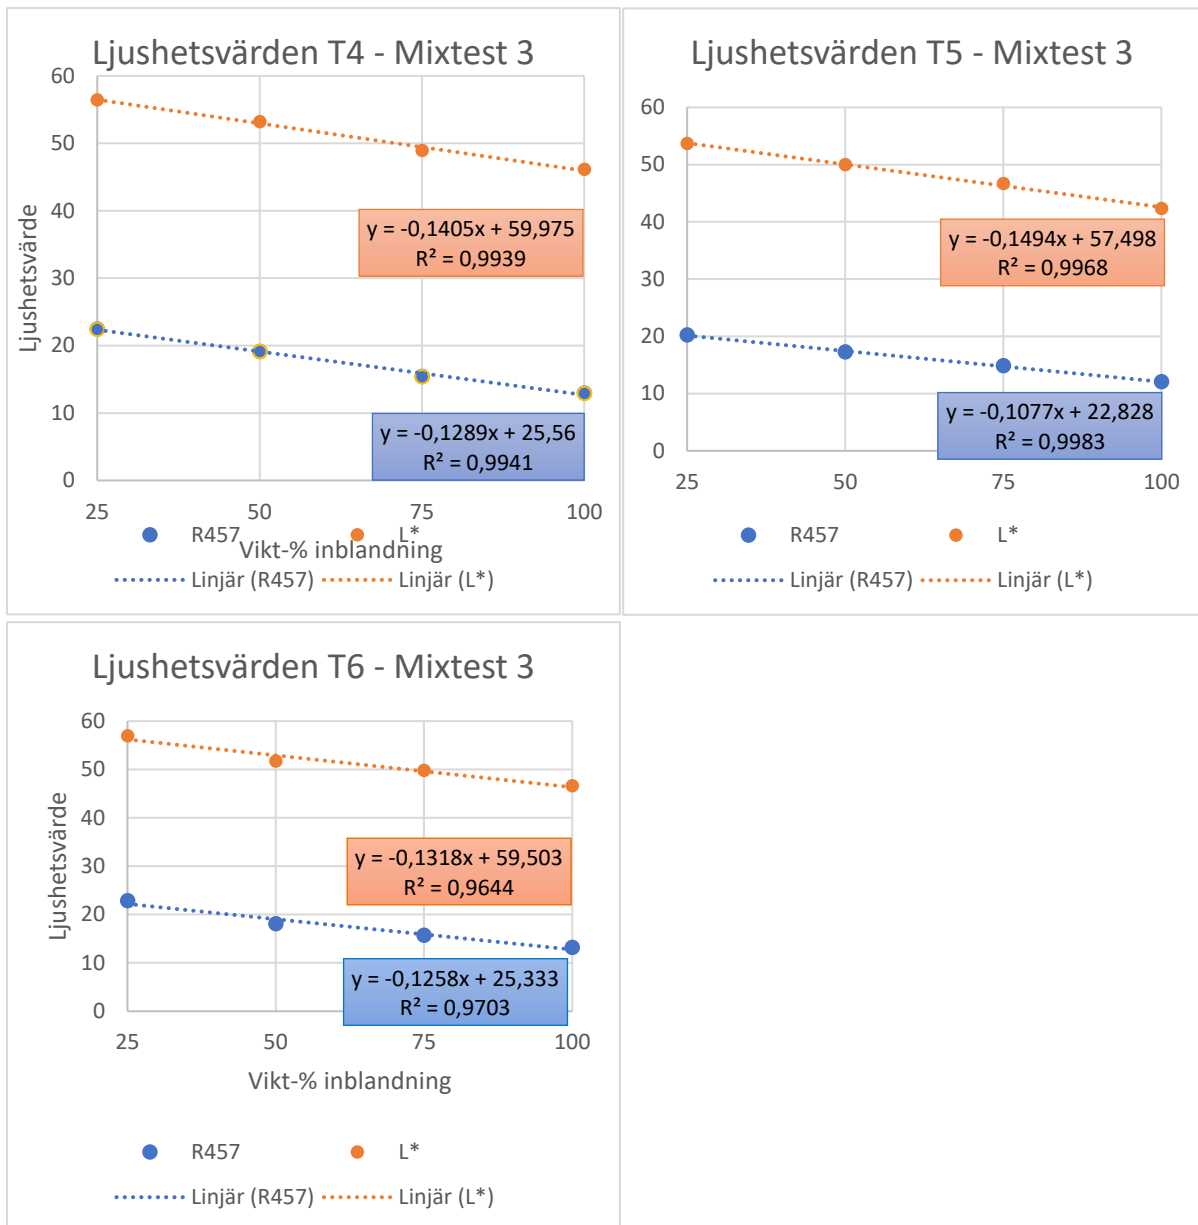 Ljushetsvärden T4 - Mixtest 3
60
50
40
30
20
10
0
Ljushetsvärde
y = -0,1405x + 59,975
R² = 0,9939
y = -0,1289x + 25,56
R² = 0,9941
25 50 75 100
Vikt-% inblandning
R457 L*
Linjär (R457) Linjär (L*)
Ljushetsvärden T5 - Mixtest 3
60
50
40
30
20
10
0
y = -0,1494x + 57,498
R² = 0,9968
y = -0,1077x + 22,828
R² = 0,9983
25 50 75 100
R457 L*
Linjär (R457) Linjär (L*)
Ljushetsvärden T6 - Mixtest 3
60
50
40
30
20
10
0
Ljushetsvärde
y = -0,1318x + 59,503
R² = 0,9644
y = -0,1258x + 25,333
R² = 0,9703
25 50 75 100
Vikt-% inblandning
R457 L*
Linjär (R457) Linjär (L*)